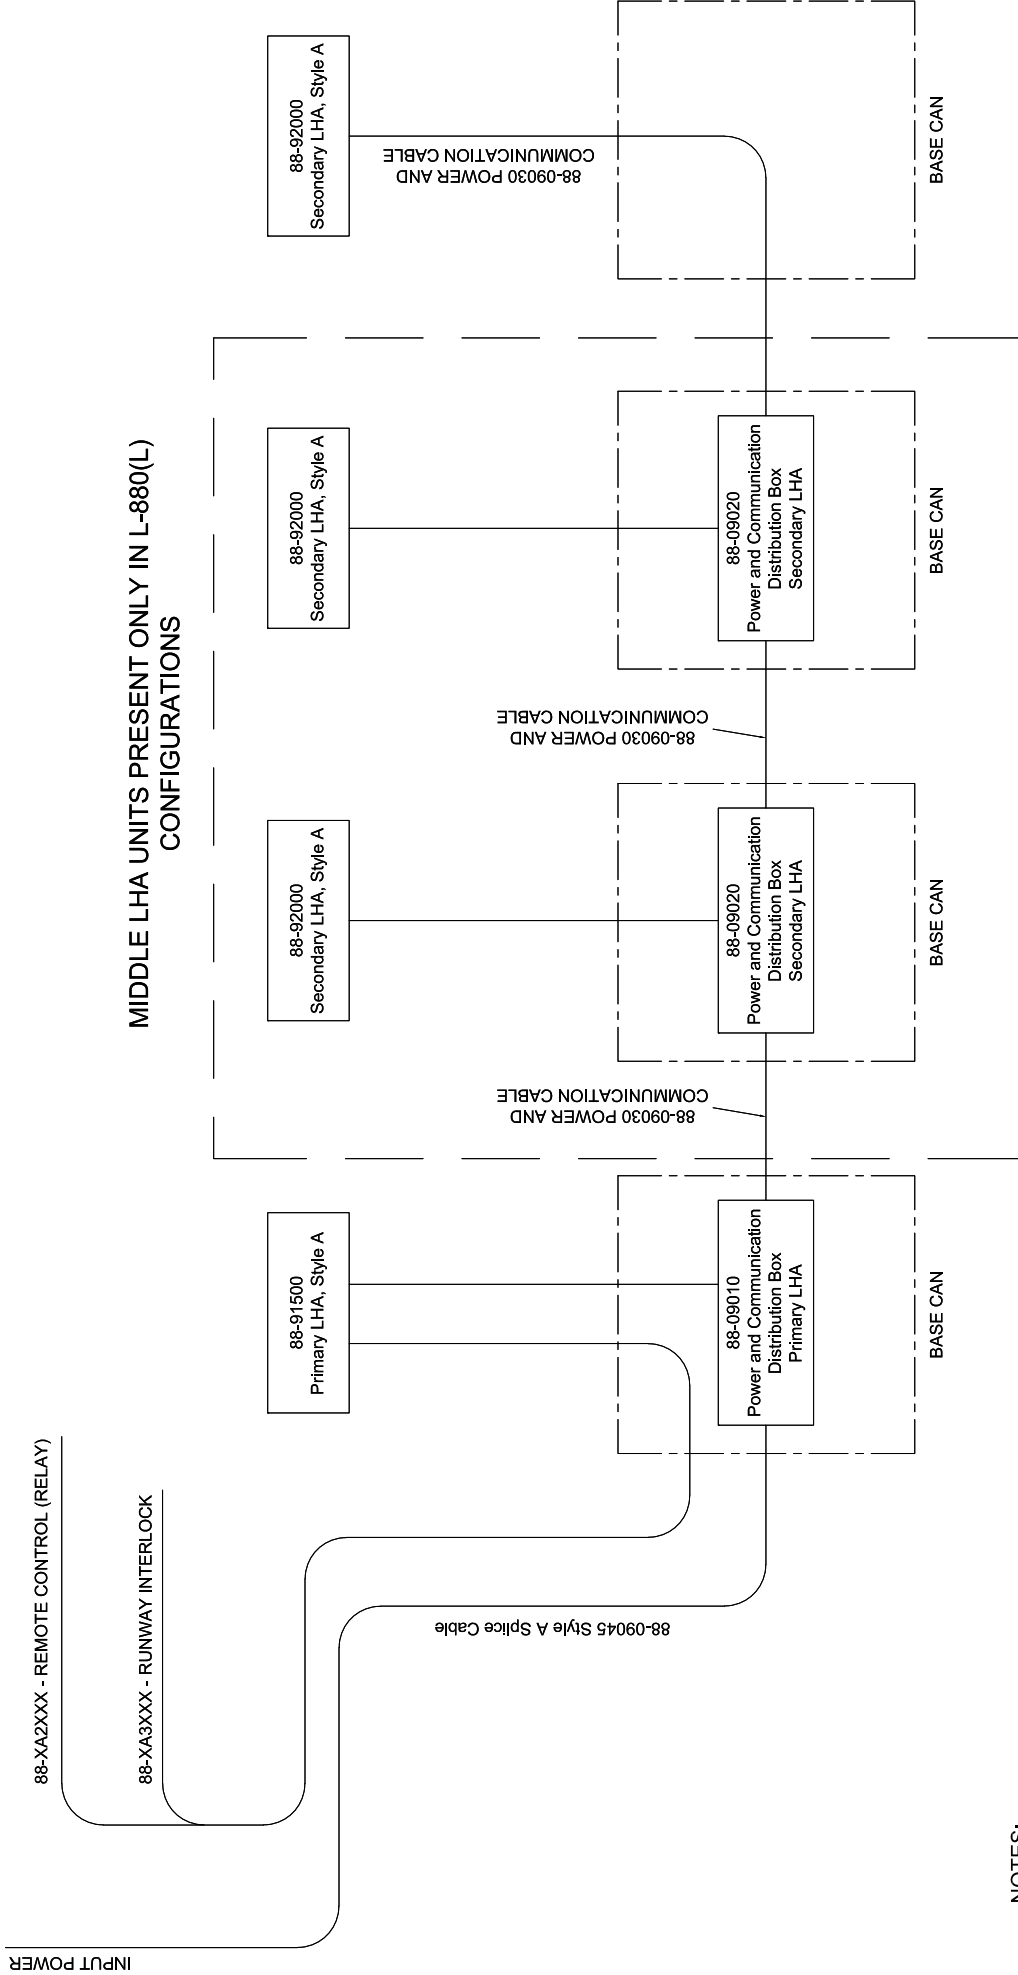 INPUT POWER
88-XA2XXX - REMOTE CONTROL (RELAY)
88-XA3XXX - RUNWAY INTERLOCK
MIDDLE LHA UNITS PRESENT ONLY IN L-880(L)
CONFIGURATIONS
88-91500
Primary LHA, Style A
88-92000
Secondary LHA, Style A
88-92000
Secondary LHA, Style A
88-92000
Secondary LHA, Style A
88-09045 Style A Splice Cable
88-09030 POWER AND
COMMUNICATION CABLE
88-09030 POWER AND
COMMUNICATION CABLE
88-09030 POWER AND
COMMUNICATION CABLE
88-09010
Power and Communication
Distribution Box
Primary LHA
88-09020
Power and Communication
Distribution Box
Secondary LHA
88-09020
Power and Communication
Distribution Box
Secondary LHA
BASE CAN
BASE CAN
BASE CAN
BASE CAN
NOTES: